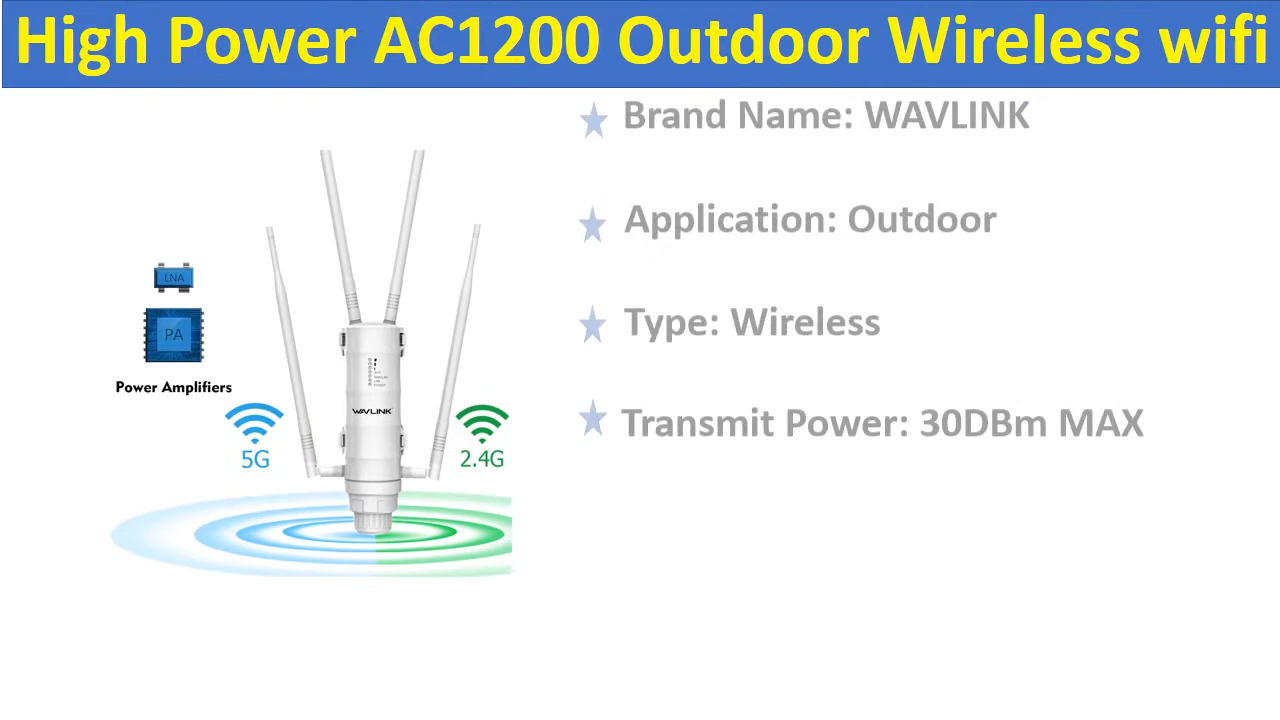 High Power AC1200 Outdoor Wireless wifi
Brand Name: WAVLINK
Application: Outdoor
Type: Wireless
Transmit Power: 30DBm MAX
LNA
PA
Power Amplifiers
WAVLINK
5G
2.4G